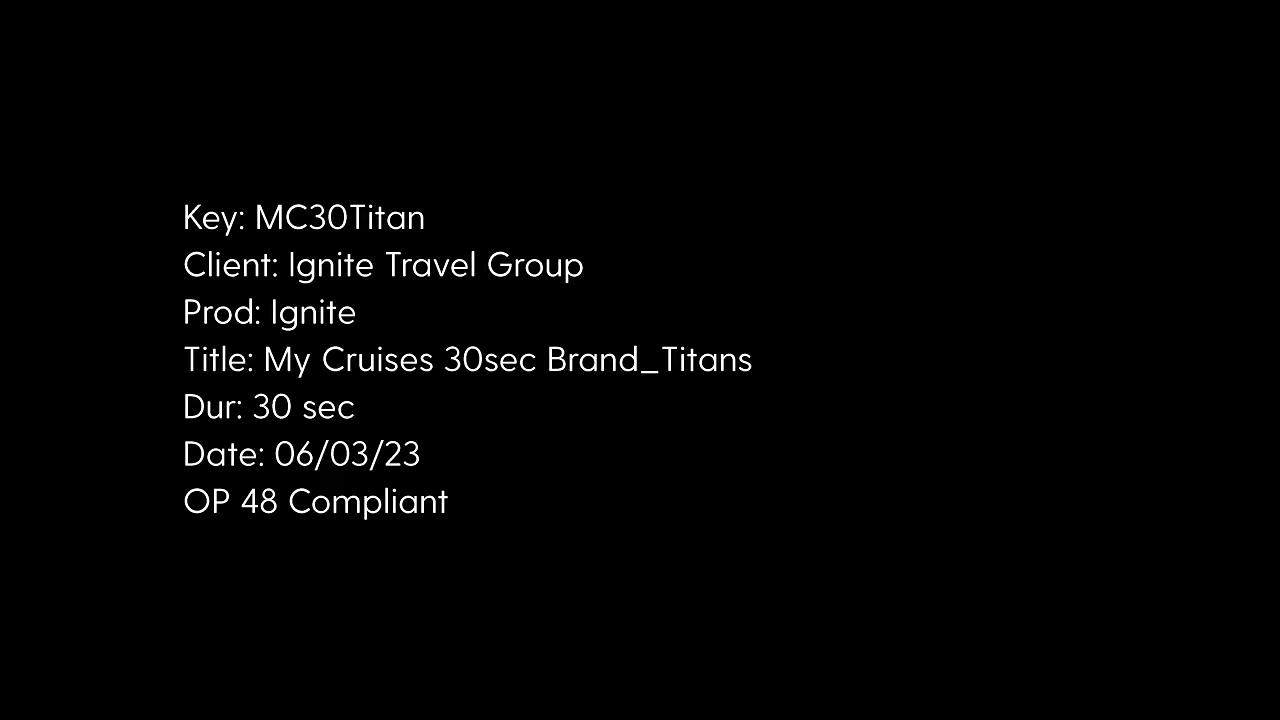 Key: MC30Titan
Client: Ignite Travel Group
Prod: Ignite
Title: My Cruises 30sec Brand_Titans
Dur: 30 sec
Date: 06/03/23
OP 48 Compliant